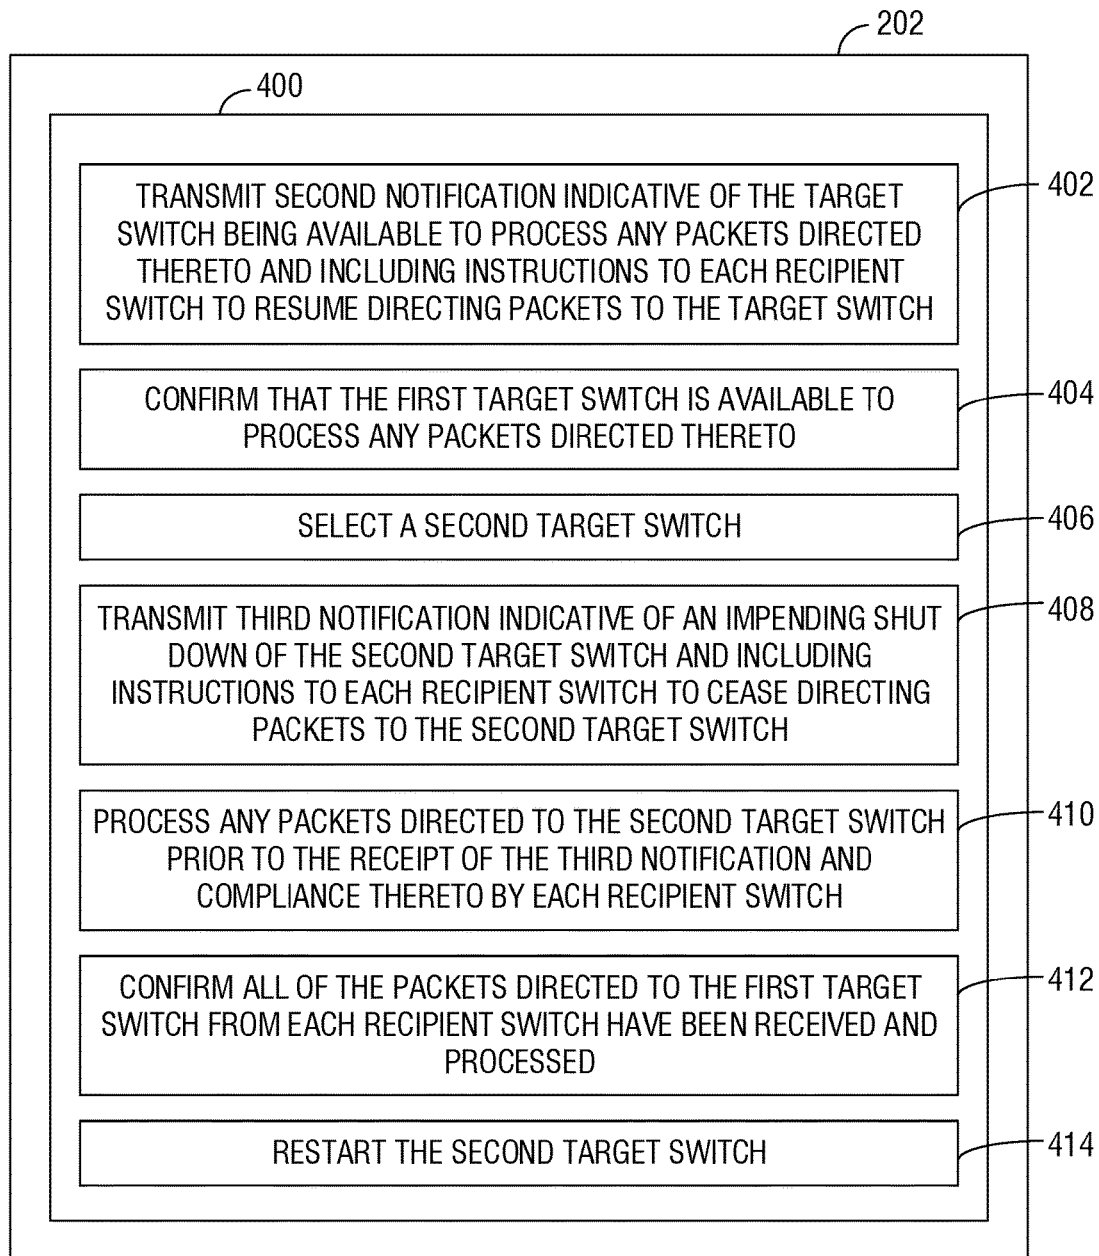 202
400
TRANSMIT SECOND NOTIFICATION INDICATIVE OF THE TARGET
SWITCH BEING AVAILABLE TO PROCESS ANY PACKETS DIRECTED
THERETO AND INCLUDING INSTRUCTIONS TO EACH RECIPIENT
SWITCH TO RESUME DIRECTING PACKETS TO THE TARGET SWITCH
402
CONFIRM THAT THE FIRST TARGET SWITCH IS AVAILABLE TO
PROCESS ANY PACKETS DIRECTED THERETO
404
SELECT A SECOND TARGET SWITCH
406
TRANSMIT THIRD NOTIFICATION INDICATIVE OF AN IMPENDING SHUT
DOWN OF THE SECOND TARGET SWITCH AND INCLUDING
INSTRUCTIONS TO EACH RECIPIENT SWITCH TO CEASE DIRECTING
PACKETS TO THE SECOND TARGET SWITCH
408
PROCESS ANY PACKETS DIRECTED TO THE SECOND TARGET SWITCH
PRIOR TO THE RECEIPT OF THE THIRD NOTIFICATION AND
COMPLIANCE THERETO BY EACH RECIPIENT SWITCH
410
CONFIRM ALL OF THE PACKETS DIRECTED TO THE FIRST TARGET
SWITCH FROM EACH RECIPIENT SWITCH HAVE BEEN RECEIVED AND
PROCESSED
412
RESTART THE SECOND TARGET SWITCH
414